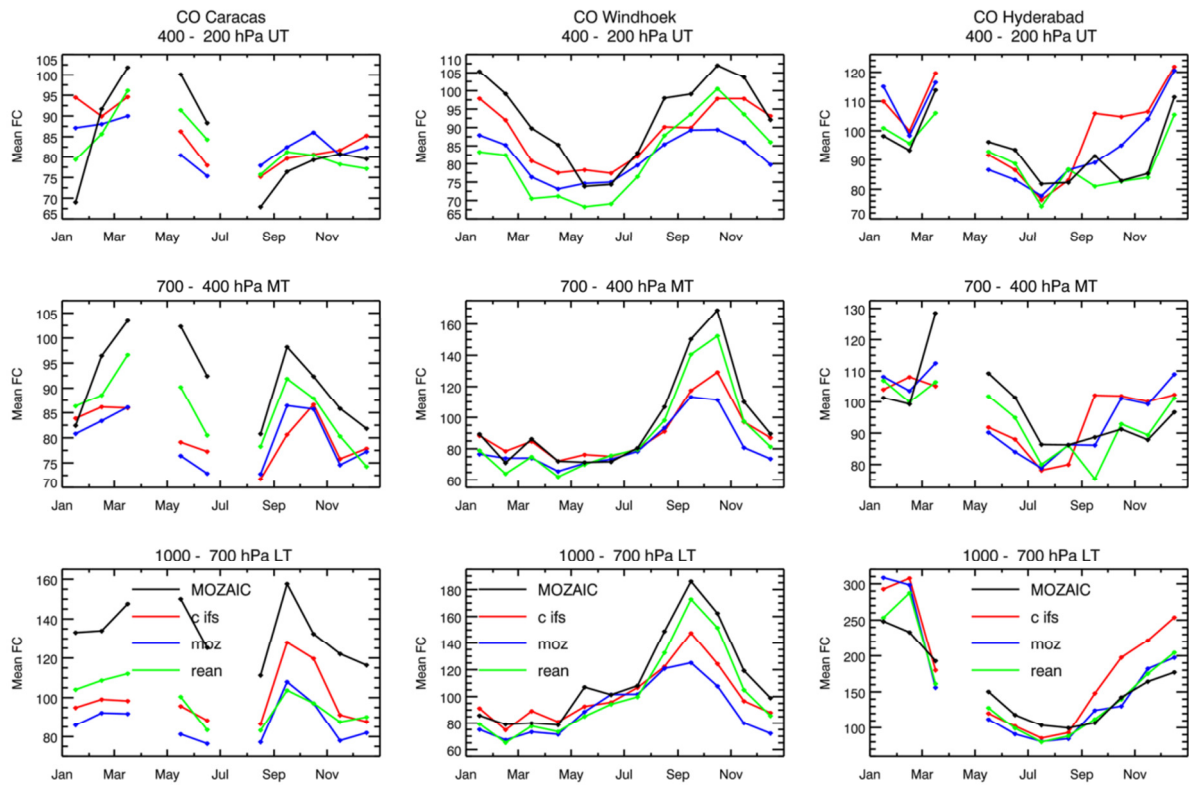 CO Caracas
400 - 200 hPa UT
Mean FC
105
100
95
90
85
80
75
70
65
Jan Mar May Jul Sep Nov
CO Windhoek
400 - 200 hPa UT
Mean FC
110
105
100
95
90
85
80
75
70
65
Jan Mar May Jul Sep Nov
CO Hyderabad
400 - 200 hPa UT
Mean FC
120
110
100
90
80
70
Jan Mar May Jul Sep Nov
700 - 400 hPa MT
Mean FC
105
100
95
90
85
80
75
70
Jan Mar May Jul Sep Nov
700 - 400 hPa MT
Mean FC
160
140
120
100
80
60
Jan Mar May Jul Sep Nov
700 - 400 hPa MT
Mean FC
130
120
110
100
90
80
Jan Mar May Jul Sep Nov
1000 - 700 hPa LT
Mean FC
160
140
120
100
80
MOZAIC
c ifs
moz
rean
Jan Mar May Jul Sep Nov
1000 - 700 hPa LT
Mean FC
180
160
140
120
100
80
60
MOZAIC
c ifs
moz
rean
Jan Mar May Jul Sep Nov
1000 - 700 hPa LT
Mean FC
300
250
200
150
100
MOZAIC
c ifs
moz
rean
Jan Mar May Jul Sep Nov